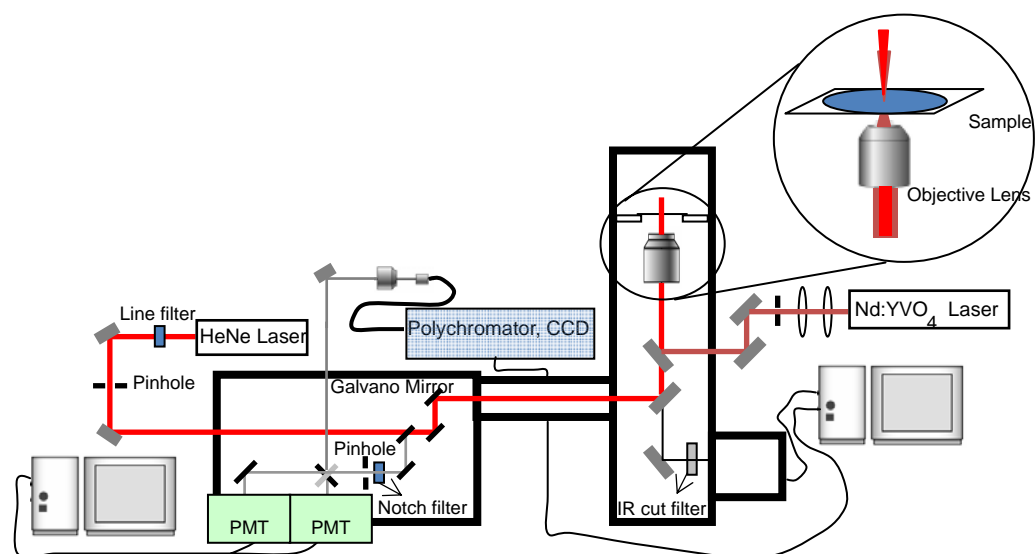 Sample
Objective Lens
Line filter
HeNe Laser
Polychromator, CCD
Nd:YVO4 Laser
Pinhole
Galvano Mirror
Pinhole
Notch filter
IR cut filter
PMT
PMT